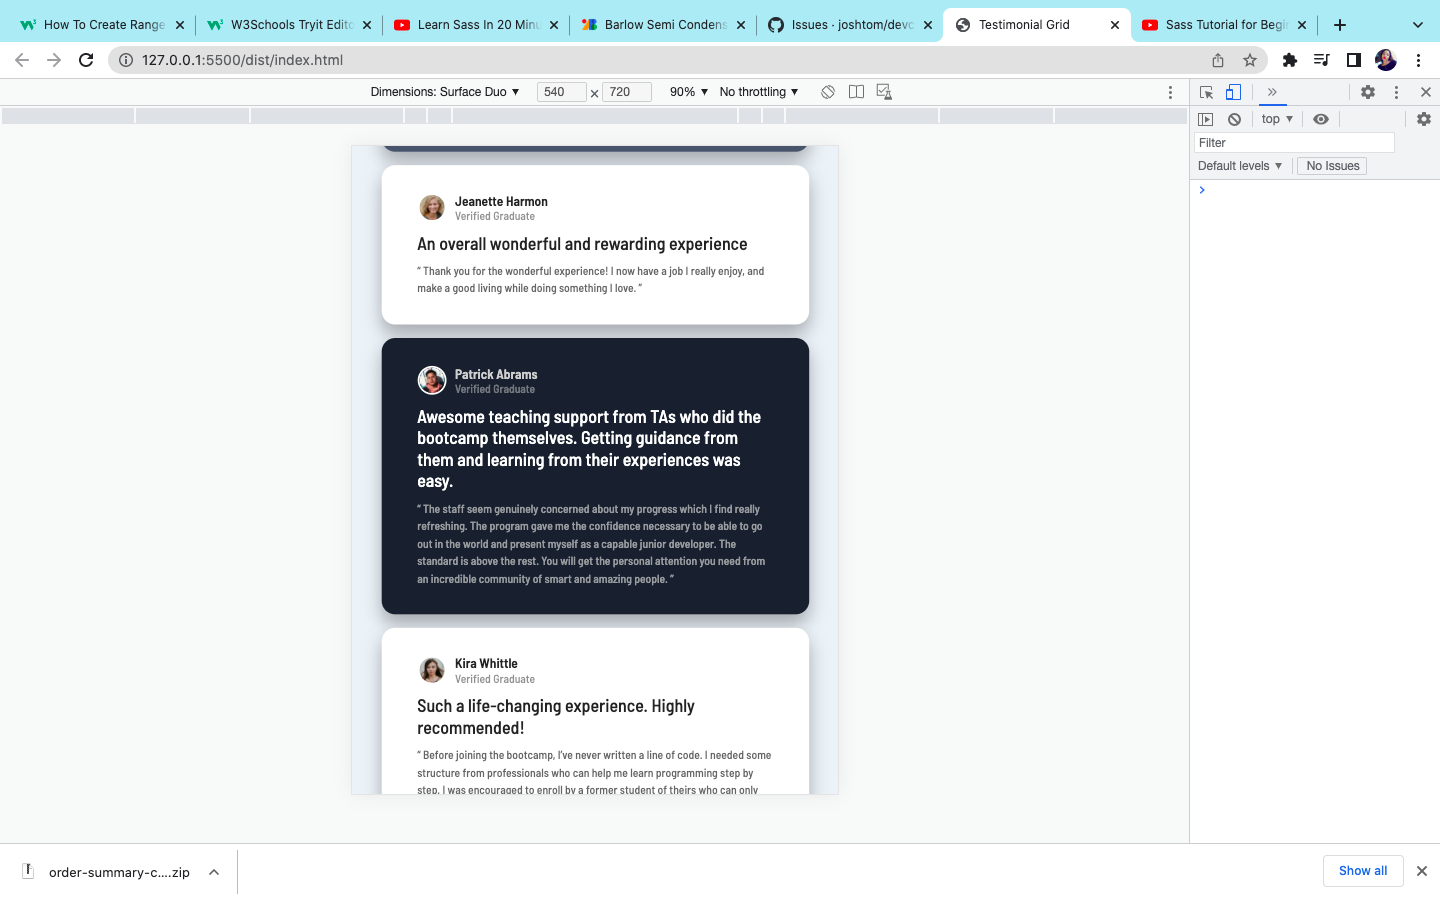 How To Create Range
W3Schools Tryit Edito
Learn Sass In 20 Minu
Barlow Semi Condens
Issues · joshtom/devc
Testimonial Grid
Sass Tutorial for Begin
127.0.0.1:5500/dist/index.html
Dimensions: Surface Duo ▼ 540 × 720 90% ▼ No throttling ▼
top ▼
Filter
Default levels ▼ No Issues
Jeanette Harmon
Verified Graduate
An overall wonderful and rewarding experience
“ Thank you for the wonderful experience! I now have a job I really enjoy, and
make a good living while doing something I love. ”
Patrick Abrams
Verified Graduate
Awesome teaching support from TAs who did the
bootcamp themselves. Getting guidance from
them and learning from their experiences was
easy.
“ The staff seem genuinely concerned about my progress which I find really
refreshing. The program gave me the confidence necessary to be able to go
out in the world and present myself as a capable junior developer. The
standard is above the rest. You will get the personal attention you need from
an incredible community of smart and amazing people. ”
Kira Whittle
Verified Graduate
Such a life-changing experience. Highly
recommended!
“ Before joining the bootcamp, I've never written a line of code. I needed some
structure from professionals who can help me learn programming step by
step. I was encouraged to enroll by a former student of theirs who can only
order-summary-c....zip
Show all